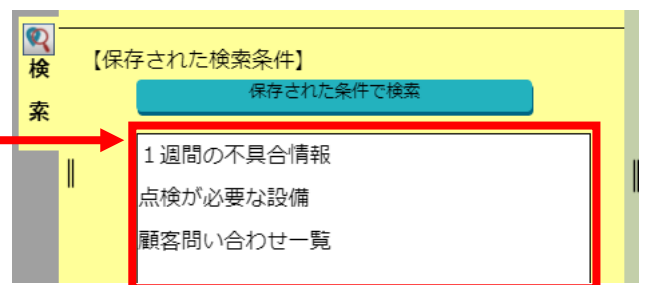 検索
【保存された検索条件】
保存された条件で検索
1週間の不具合情報
点検が必要な設備
顧客問い合わせ一覧